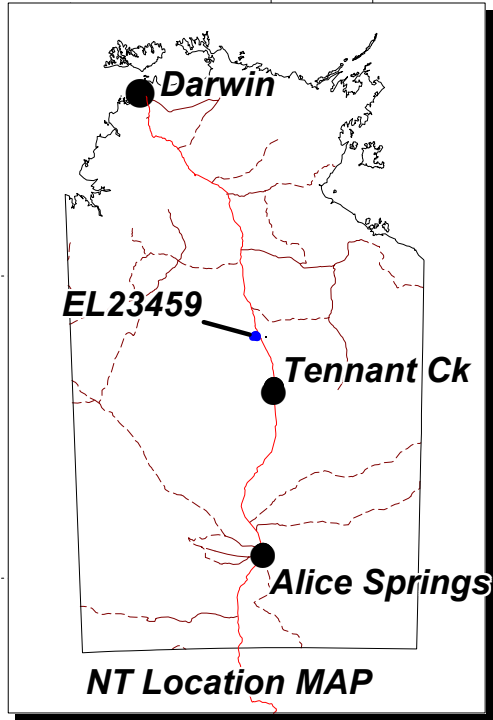 Darwin
EL23459
Tennant Ck
Alice Springs
NT Location MAP